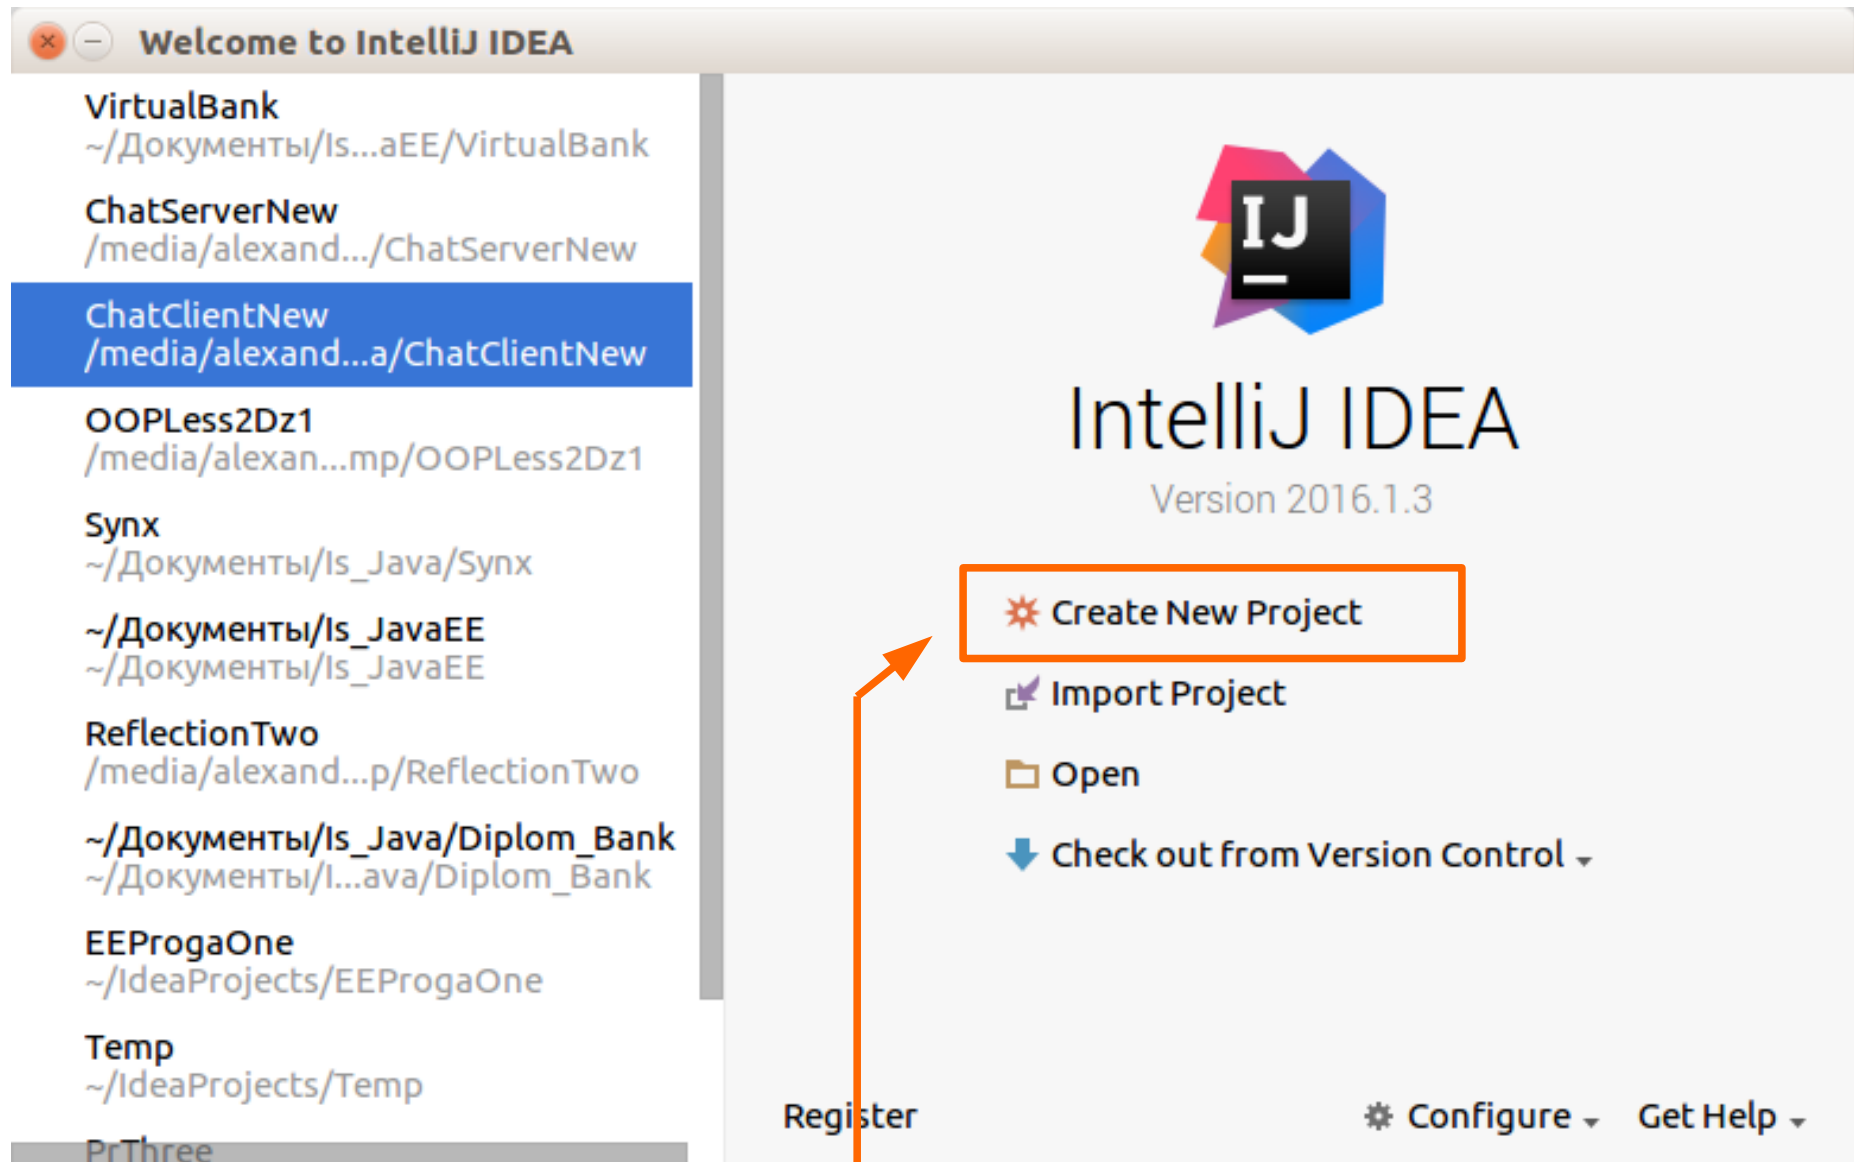 Welcome to IntelliJ IDEA
VirtualBank
~/Документы/Is...aEE/VirtualBank
ChatServerNew
/media/alexand.../ChatServerNew
ChatClientNew
/media/alexand...a/ChatClientNew
OOPLess2Dz1
/media/alexan...mp/OOPLess2Dz1
Synx
~/Документы/Is_Java/Synx
~/Документы/Is_JavaEE
~/Документы/Is_JavaEE
ReflectionTwo
/media/alexand...p/ReflectionTwo
~/Документы/Is_Java/Diplom_Bank
~/Документы/I...ava/Diplom_Bank
EEProgaOne
~/IdeaProjects/EEProgaOne
Temp
~/IdeaProjects/Temp
PrThree
IJ
IntelliJ IDEA
Version 2016.1.3
Create New Project
Import Project
Open
Check out from Version Control
Register
Configure
Get Help